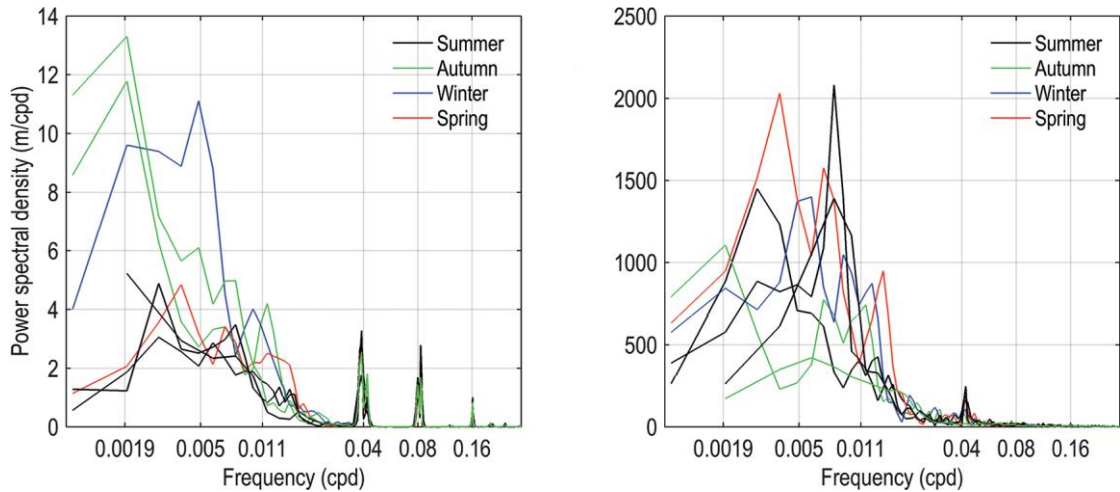 14
12
10
8
6
4
2
0
Power spectral density (m/cpd)
Summer
Autumn
Winter
Spring
0.0019 0.005 0.011 0.04 0.08 0.16
Frequency (cpd)
2500
2000
1500
1000
500
0
Summer
Autumn
Winter
Spring
0.0019 0.005 0.011 0.04 0.08 0.16
Frequency (cpd)